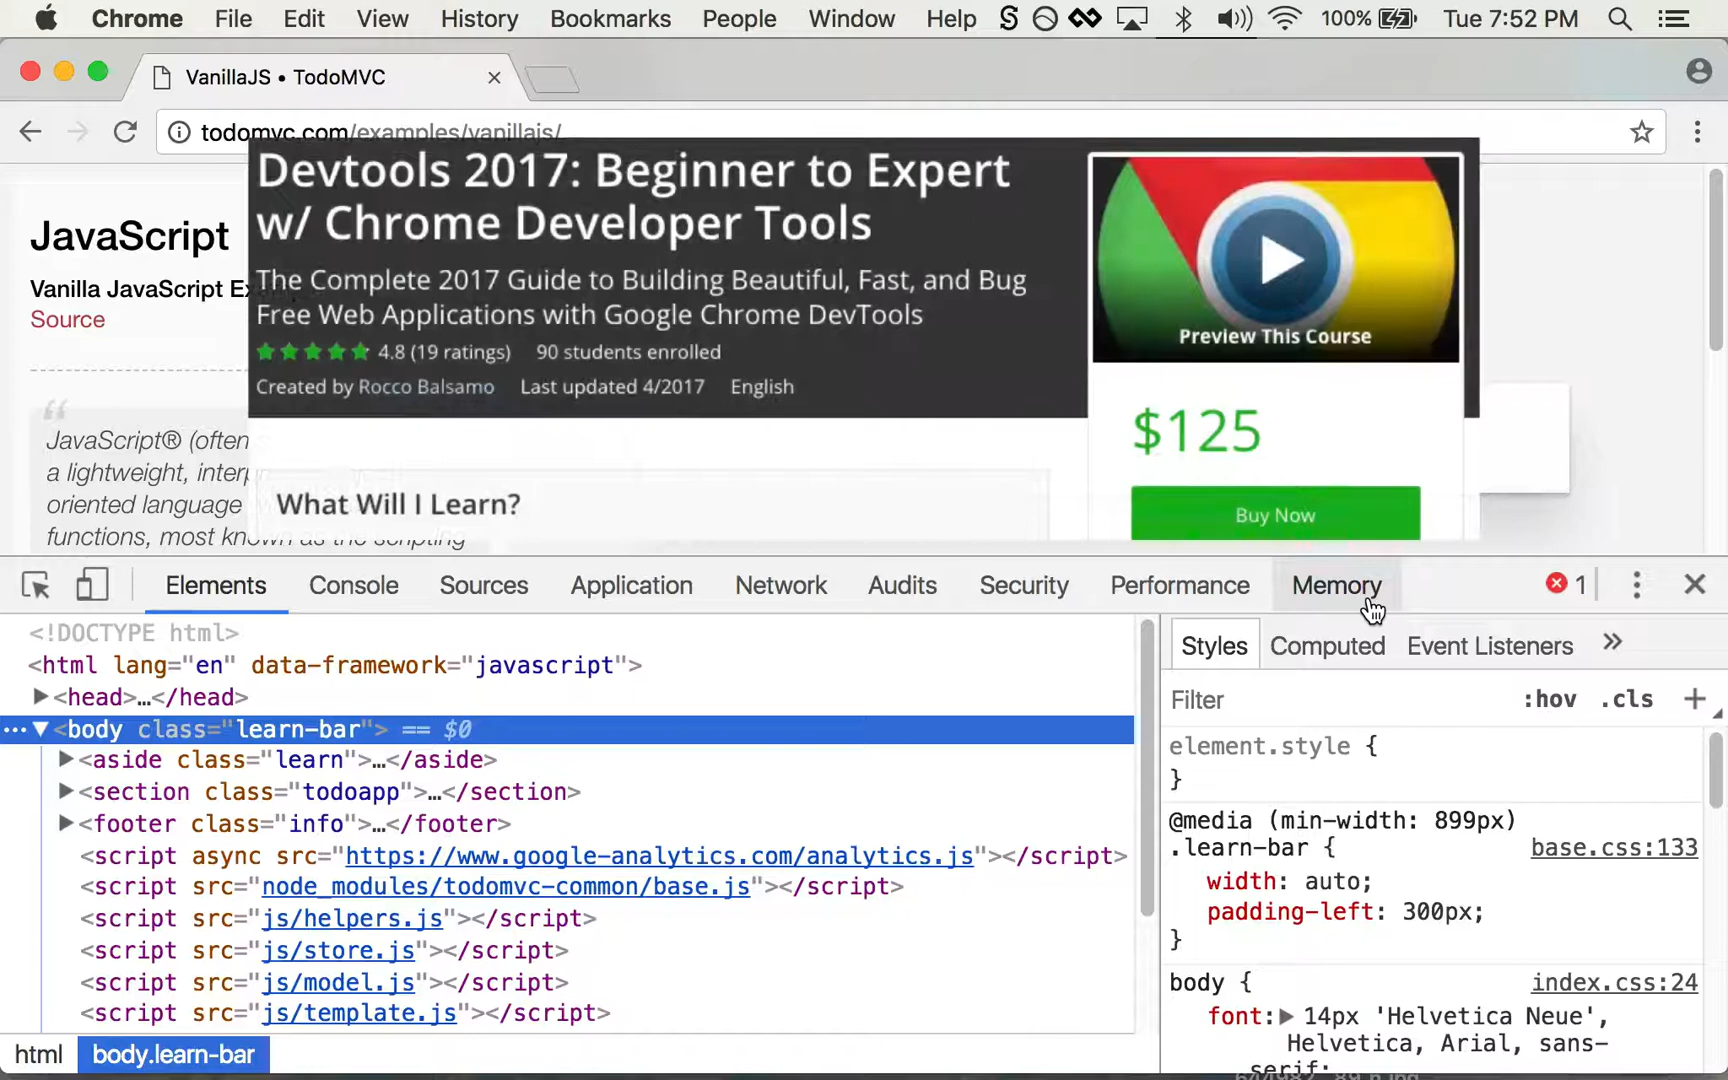 Chrome File Edit View History Bookmarks People Window Help 100% Tue 7:52 PM
VanillaJS • TodoMVC
todomvc.com/examples/vanillajs/
Devtools 2017: Beginner to Expert
w/ Chrome Developer Tools
The Complete 2017 Guide to Building Beautiful, Fast, and Bug
Free Web Applications with Google Chrome DevTools
4.8 (19 ratings) 90 students enrolled
Created by Rocco Balsamo Last updated 4/2017 English
Preview This Course
$125
Buy Now
What Will I Learn?
JavaScript
Vanilla JavaScript
Source
JavaScript® (often
a lightweight,
oriented language
functions, most known as the scripting
Elements Console Sources Application Network Audits Security Performance Memory 1
<!DOCTYPE html>
<html lang="en" data-framework="javascript">
<head>…</head>
… <body class="learn-bar"> == $0
<aside class="learn">…</aside>
<section class="todoapp">…</section>
<footer class="info">…</footer>
<script async src="https://www.google-analytics.com/analytics.js"></script>
<script src="node_modules/todomvc-common/base.js"></script>
<script src="js/helpers.js"></script>
<script src="js/store.js"></script>
<script src="js/model.js"></script>
<script src="js/template.js"></script>
html body.learn-bar
Styles Computed Event Listeners »
Filter :hov .cls +
element.style {
}
@media (min-width: 899px)
.learn-bar { base.css:133
width: auto;
padding-left: 300px;
}
body { index.css:24
font: 14px 'Helvetica Neue',
Helvetica, Arial, sans-
serif;